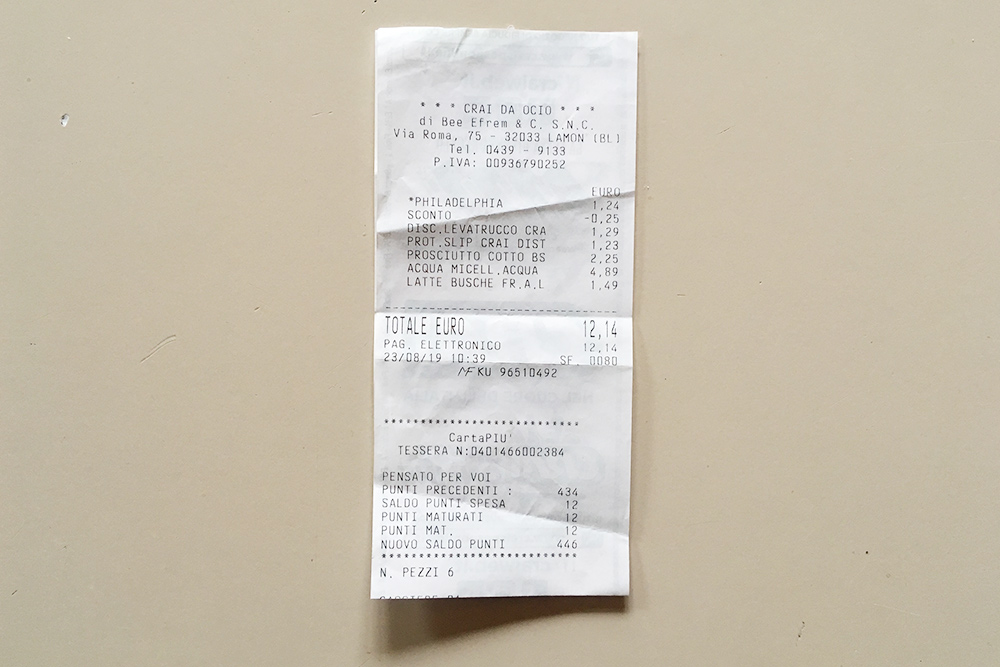 * * * CRAI DA OCIO * * *
di Bee Efrem & C. S.N.C.
Via Roma, 75 - 32033 LAMON (BL)
Tel. 0439 - 9133
P.IVA: 00936790252
EURO
*PHILADELPHIA 1,24
SCONTO -0,25
DISC.LEVATRUCCO CRA 1,29
PROT.SLIP CRAI DIST 1,23
PROSCIUTTO COTTO BS 2,25
ACQUA MICELL.ACQUA 4,89
LATTE BUSCHE FR.A.L 1,49
TOTALE EURO 12,14
PAG. ELETTRONICO 12,14
23/08/19 10:39 SF. 0080
MF KU 96510492
CartaPIU'
TESSERA N:0401466002384
PENSATO PER VOI
PUNTI PRECEDENTI : 434
SALDO PUNTI SPESA 12
PUNTI MATURATI 12
PUNTI MAT. 12
NUOVO SALDO PUNTI 446
N. PEZZI 6